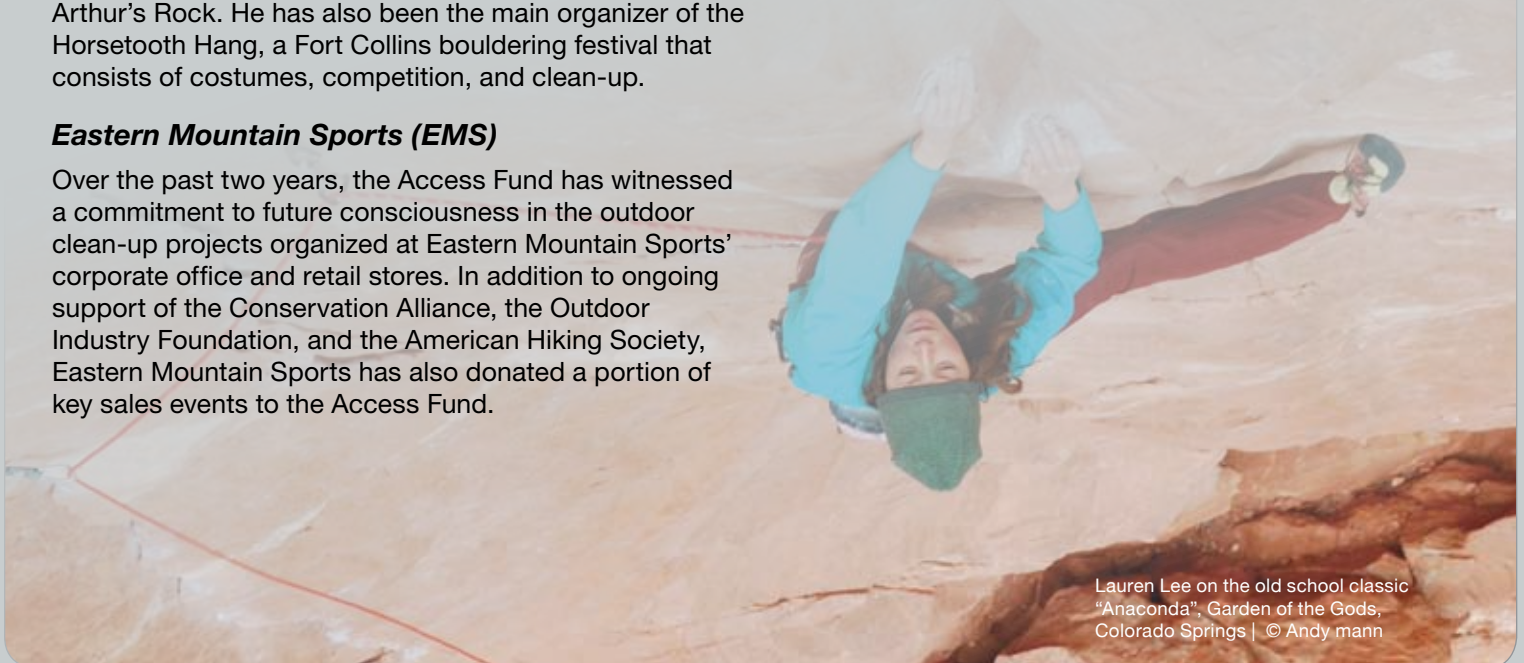 Arthur's Rock. He has also been the main organizer of the
Horsetooth Hang, a Fort Collins bouldering festival that
consists of costumes, competition, and clean-up.
Eastern Mountain Sports (EMS)
Over the past two years, the Access Fund has witnessed
a commitment to future consciousness in the outdoor
clean-up projects organized at Eastern Mountain Sports'
corporate office and retail stores. In addition to ongoing
support of the Conservation Alliance, the Outdoor
Industry Foundation, and the American Hiking Society,
Eastern Mountain Sports has also donated a portion of
key sales events to the Access Fund.
Lauren Lee on the old school classic
“Anaconda”, Garden of the Gods,
Colorado Springs | © Andy mann